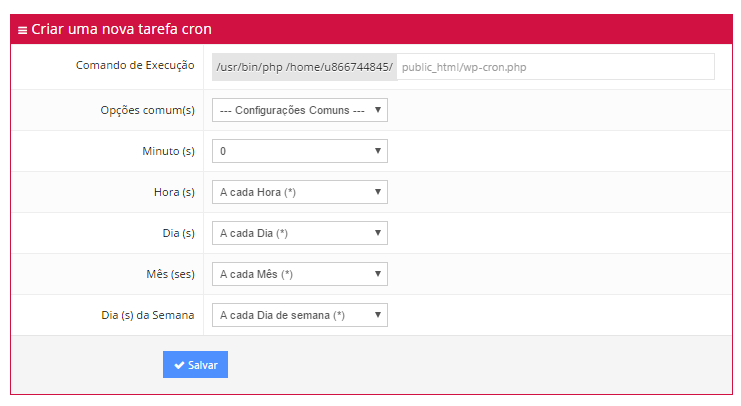 Criar uma nova tarefa cron
Comando de Execução /usr/bin/php /home/u866744845/ public_html/wp-cron.php
Opções comum(s) --- Configurações Comuns ---
Minuto (s) 0
Hora (s) A cada Hora (*)
Dia (s) A cada Dia (*)
Mês (ses) A cada Mês (*)
Dia (s) da Semana A cada Dia de semana (*)
Salvar